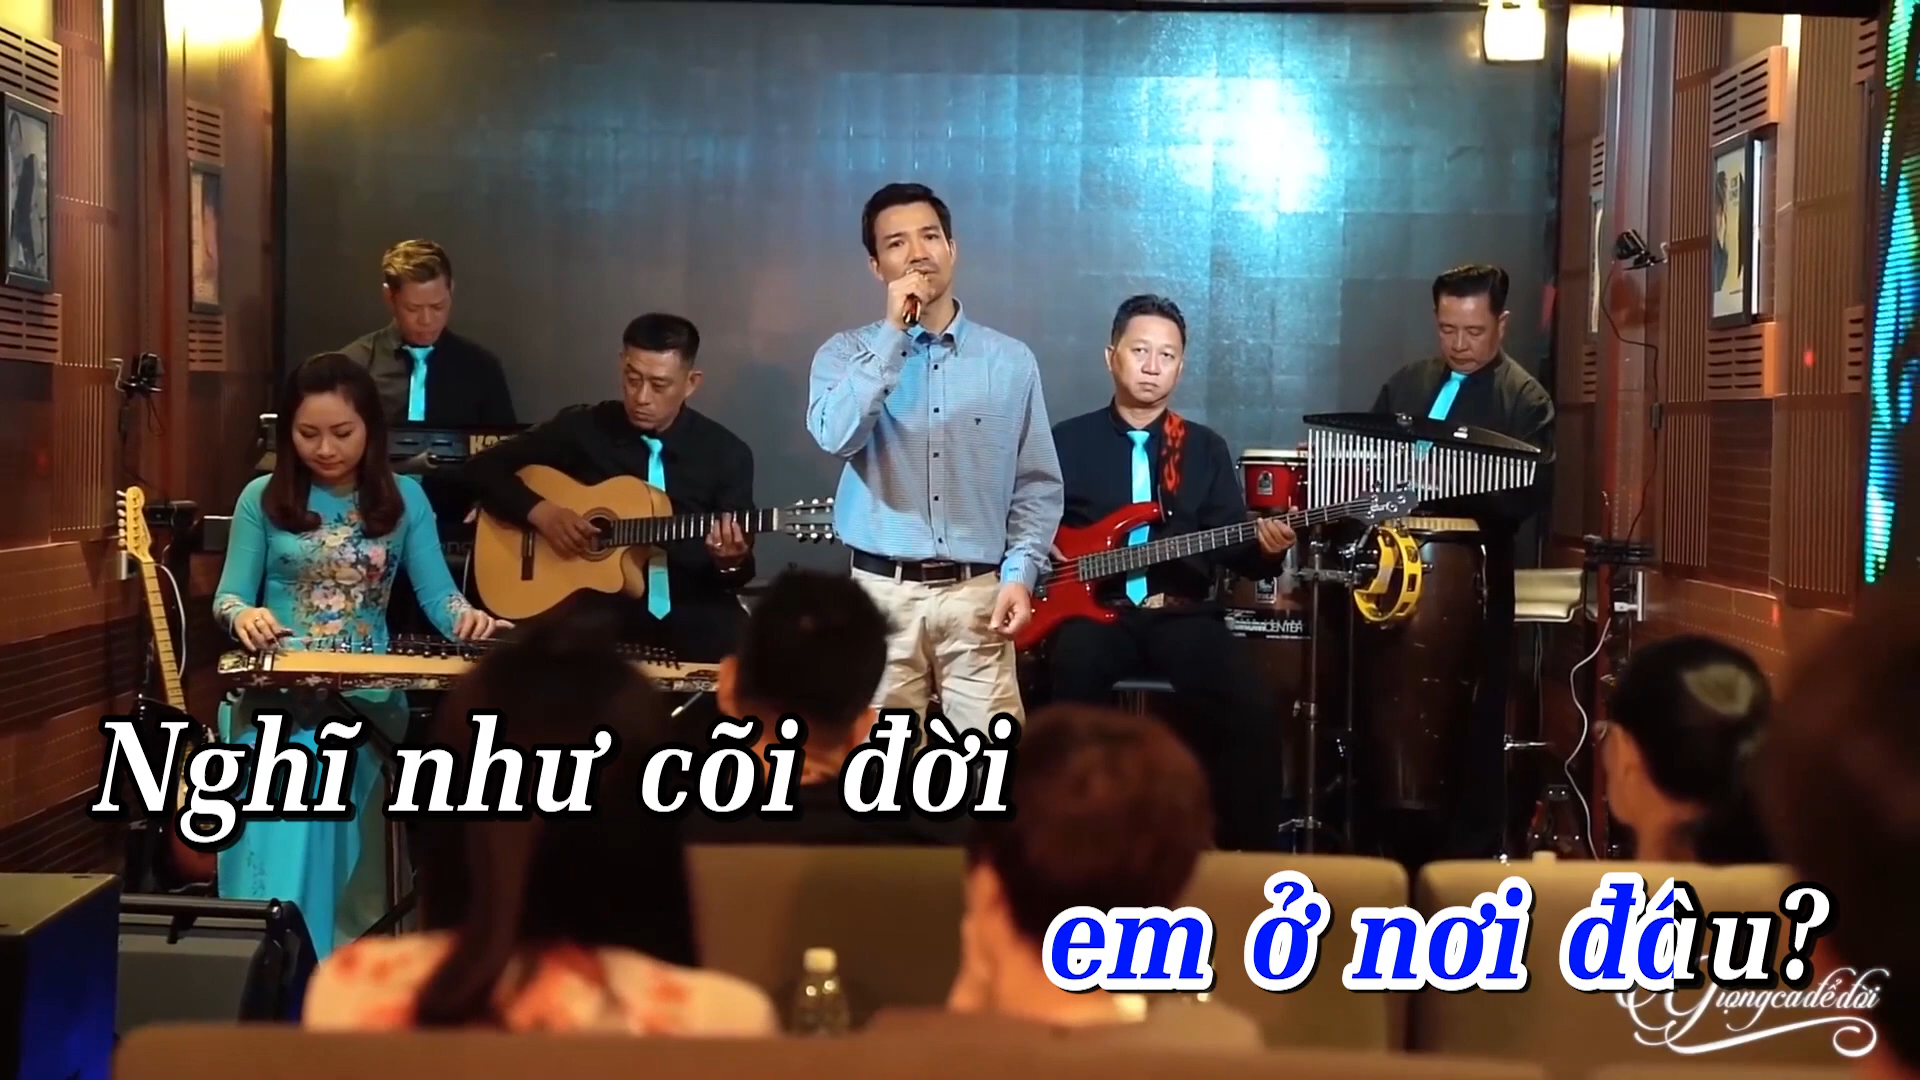 Nghĩ như cõi đời
em ở nơi đâu?
Giọng ca để đời